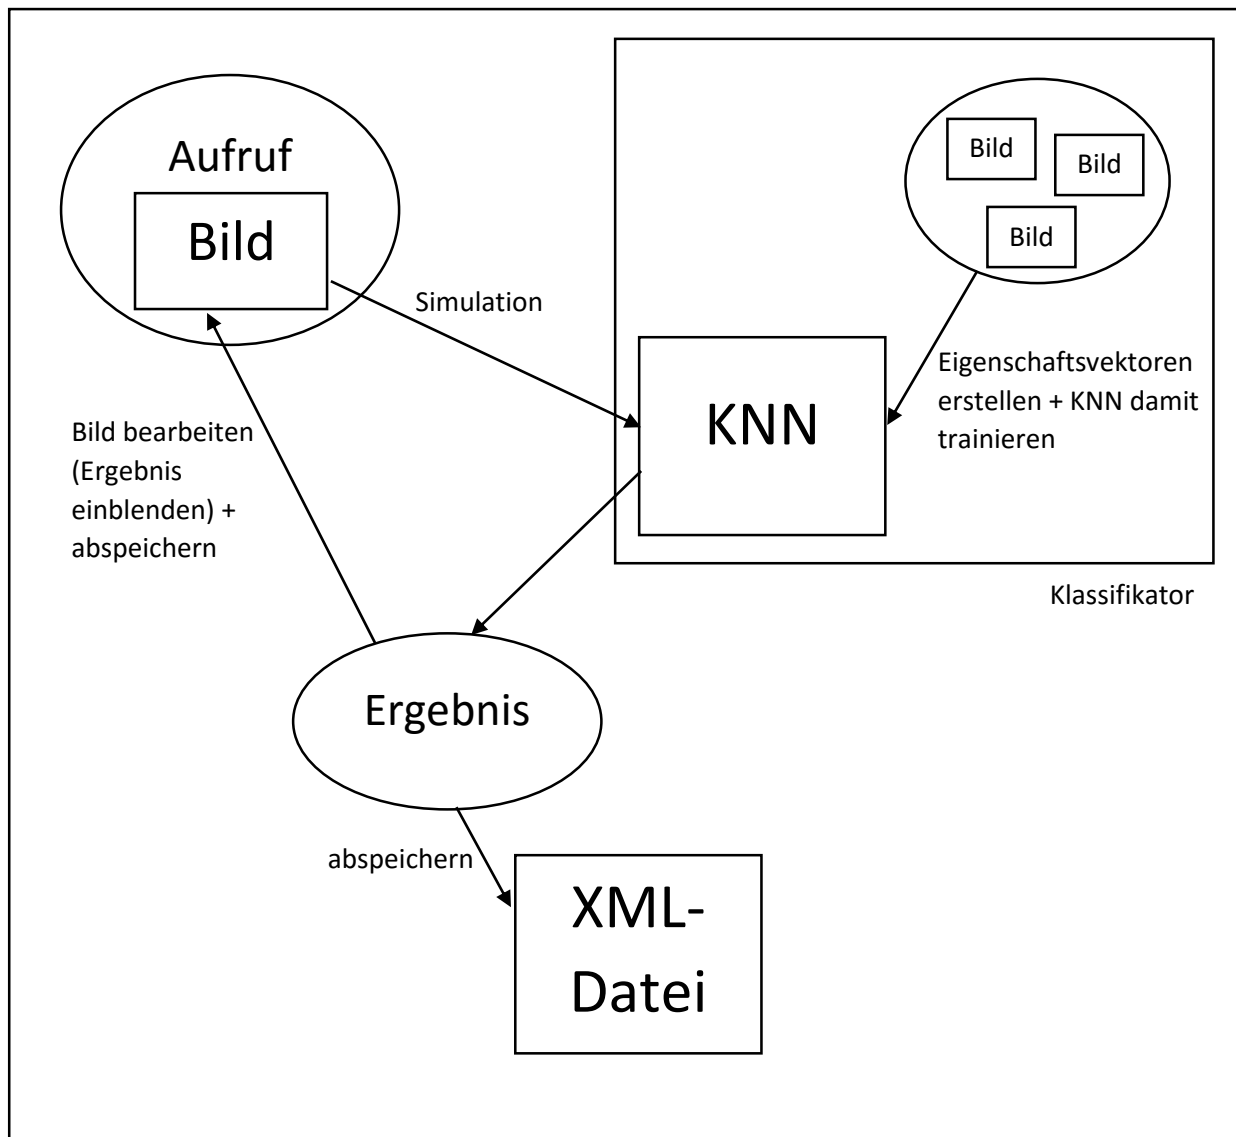 Aufruf
Bild
Simulation
Bild
Bild
Bild
KNN
Eigenschaftsvektoren
erstellen + KNN damit
trainieren
Bild bearbeiten
(Ergebnis
einblenden) +
abspeichern
Klassifikator
Ergebnis
abspeichern
XML-
Datei